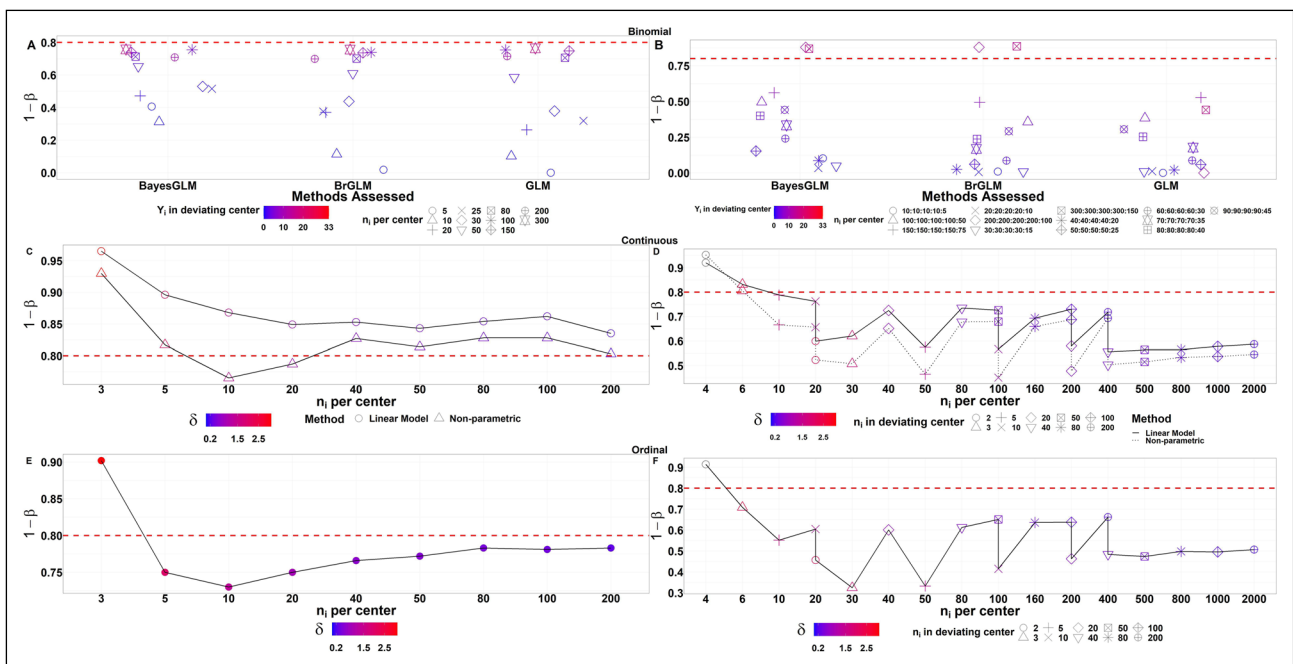 Binomial
A
0.8
0.6
0.4
0.2
0.0
1 − β
BayesGLM BrGLM GLM
Methods Assessed
Y i in deviating center
0 10 20 33
n i per center
5 25 80 200
10 30 100 300
20 50 150
B
0.75
0.50
0.25
0.00
1 − β
BayesGLM BrGLM GLM
Methods Assessed
Y i in deviating center
0 10 20 33
n i per center
10:10:10:10:5 20:20:20:20:10 300:300:300:300:150 60:60:60:60:30 90:90:90:90:45
100:100:100:100:50 200:200:200:200:100 40:40:40:40:20 70:70:70:70:35
150:150:150:150:75 30:30:30:30:15 50:50:50:50:25 80:80:80:80:40
Continuous
C
0.95
0.90
0.85
0.80
1 − β
3 5 10 20 40 50 80 100 200
n i per center
δ
0.2 1.5 2.5
Method Linear Model Non-parametric
D
0.9
0.8
0.7
0.6
0.5
1 − β
4 6 10 20 30 40 50 80 100 160 200 400 500 800 1000 2000
n i per center
δ
0.2 1.5 2.5
n i in deviating center
2 5 20 50 100
3 10 40 80 200
Method
Linear Model
Non-parametric
Ordinal
E
0.90
0.85
0.80
0.75
1 − β
3 5 10 20 40 50 80 100 200
n i per center
δ
0.2 1.5 2.5
F
0.9
0.8
0.7
0.6
0.5
0.4
0.3
1 − β
4 6 10 20 30 40 50 80 100 160 200 400 500 800 1000 2000
n i per center
δ
0.2 1.5 2.5
n i in deviating center
2 5 20 50 100
3 10 40 80 200